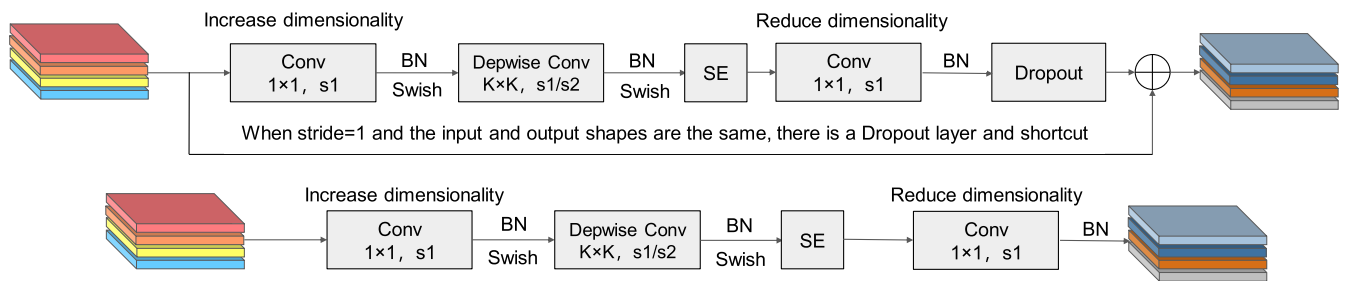 Increase dimensionality
Reduce dimensionality
Conv
1×1, s1
BN
Swish
Depwise Conv
K×K, s1/s2
BN
Swish
SE
Conv
1×1, s1
BN
Dropout
When stride=1 and the input and output shapes are the same, there is a Dropout layer and shortcut
Increase dimensionality
Reduce dimensionality
Conv
1×1, s1
BN
Swish
Depwise Conv
K×K, s1/s2
BN
Swish
SE
Conv
1×1, s1
BN